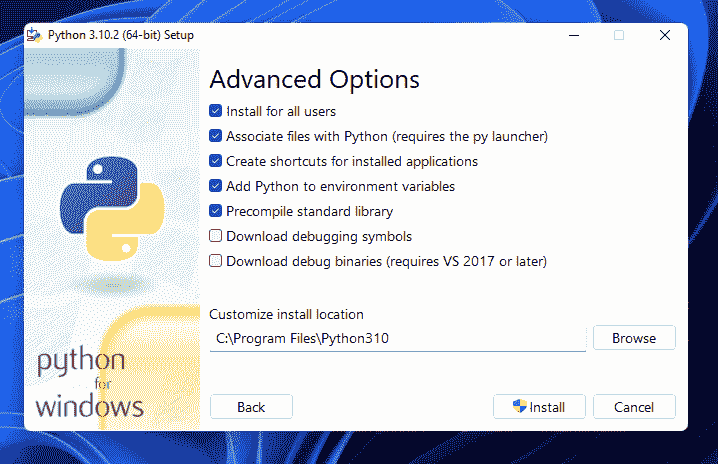 Python 3.10.2 (64-bit) Setup
Advanced Options
Install for all users
Associate files with Python (requires the py launcher)
Create shortcuts for installed applications
Add Python to environment variables
Precompile standard library
Download debugging symbols
Download debug binaries (requires VS 2017 or later)
Customize install location
C:\Program Files\Python310
Browse
python
for
windows
Back
Install
Cancel